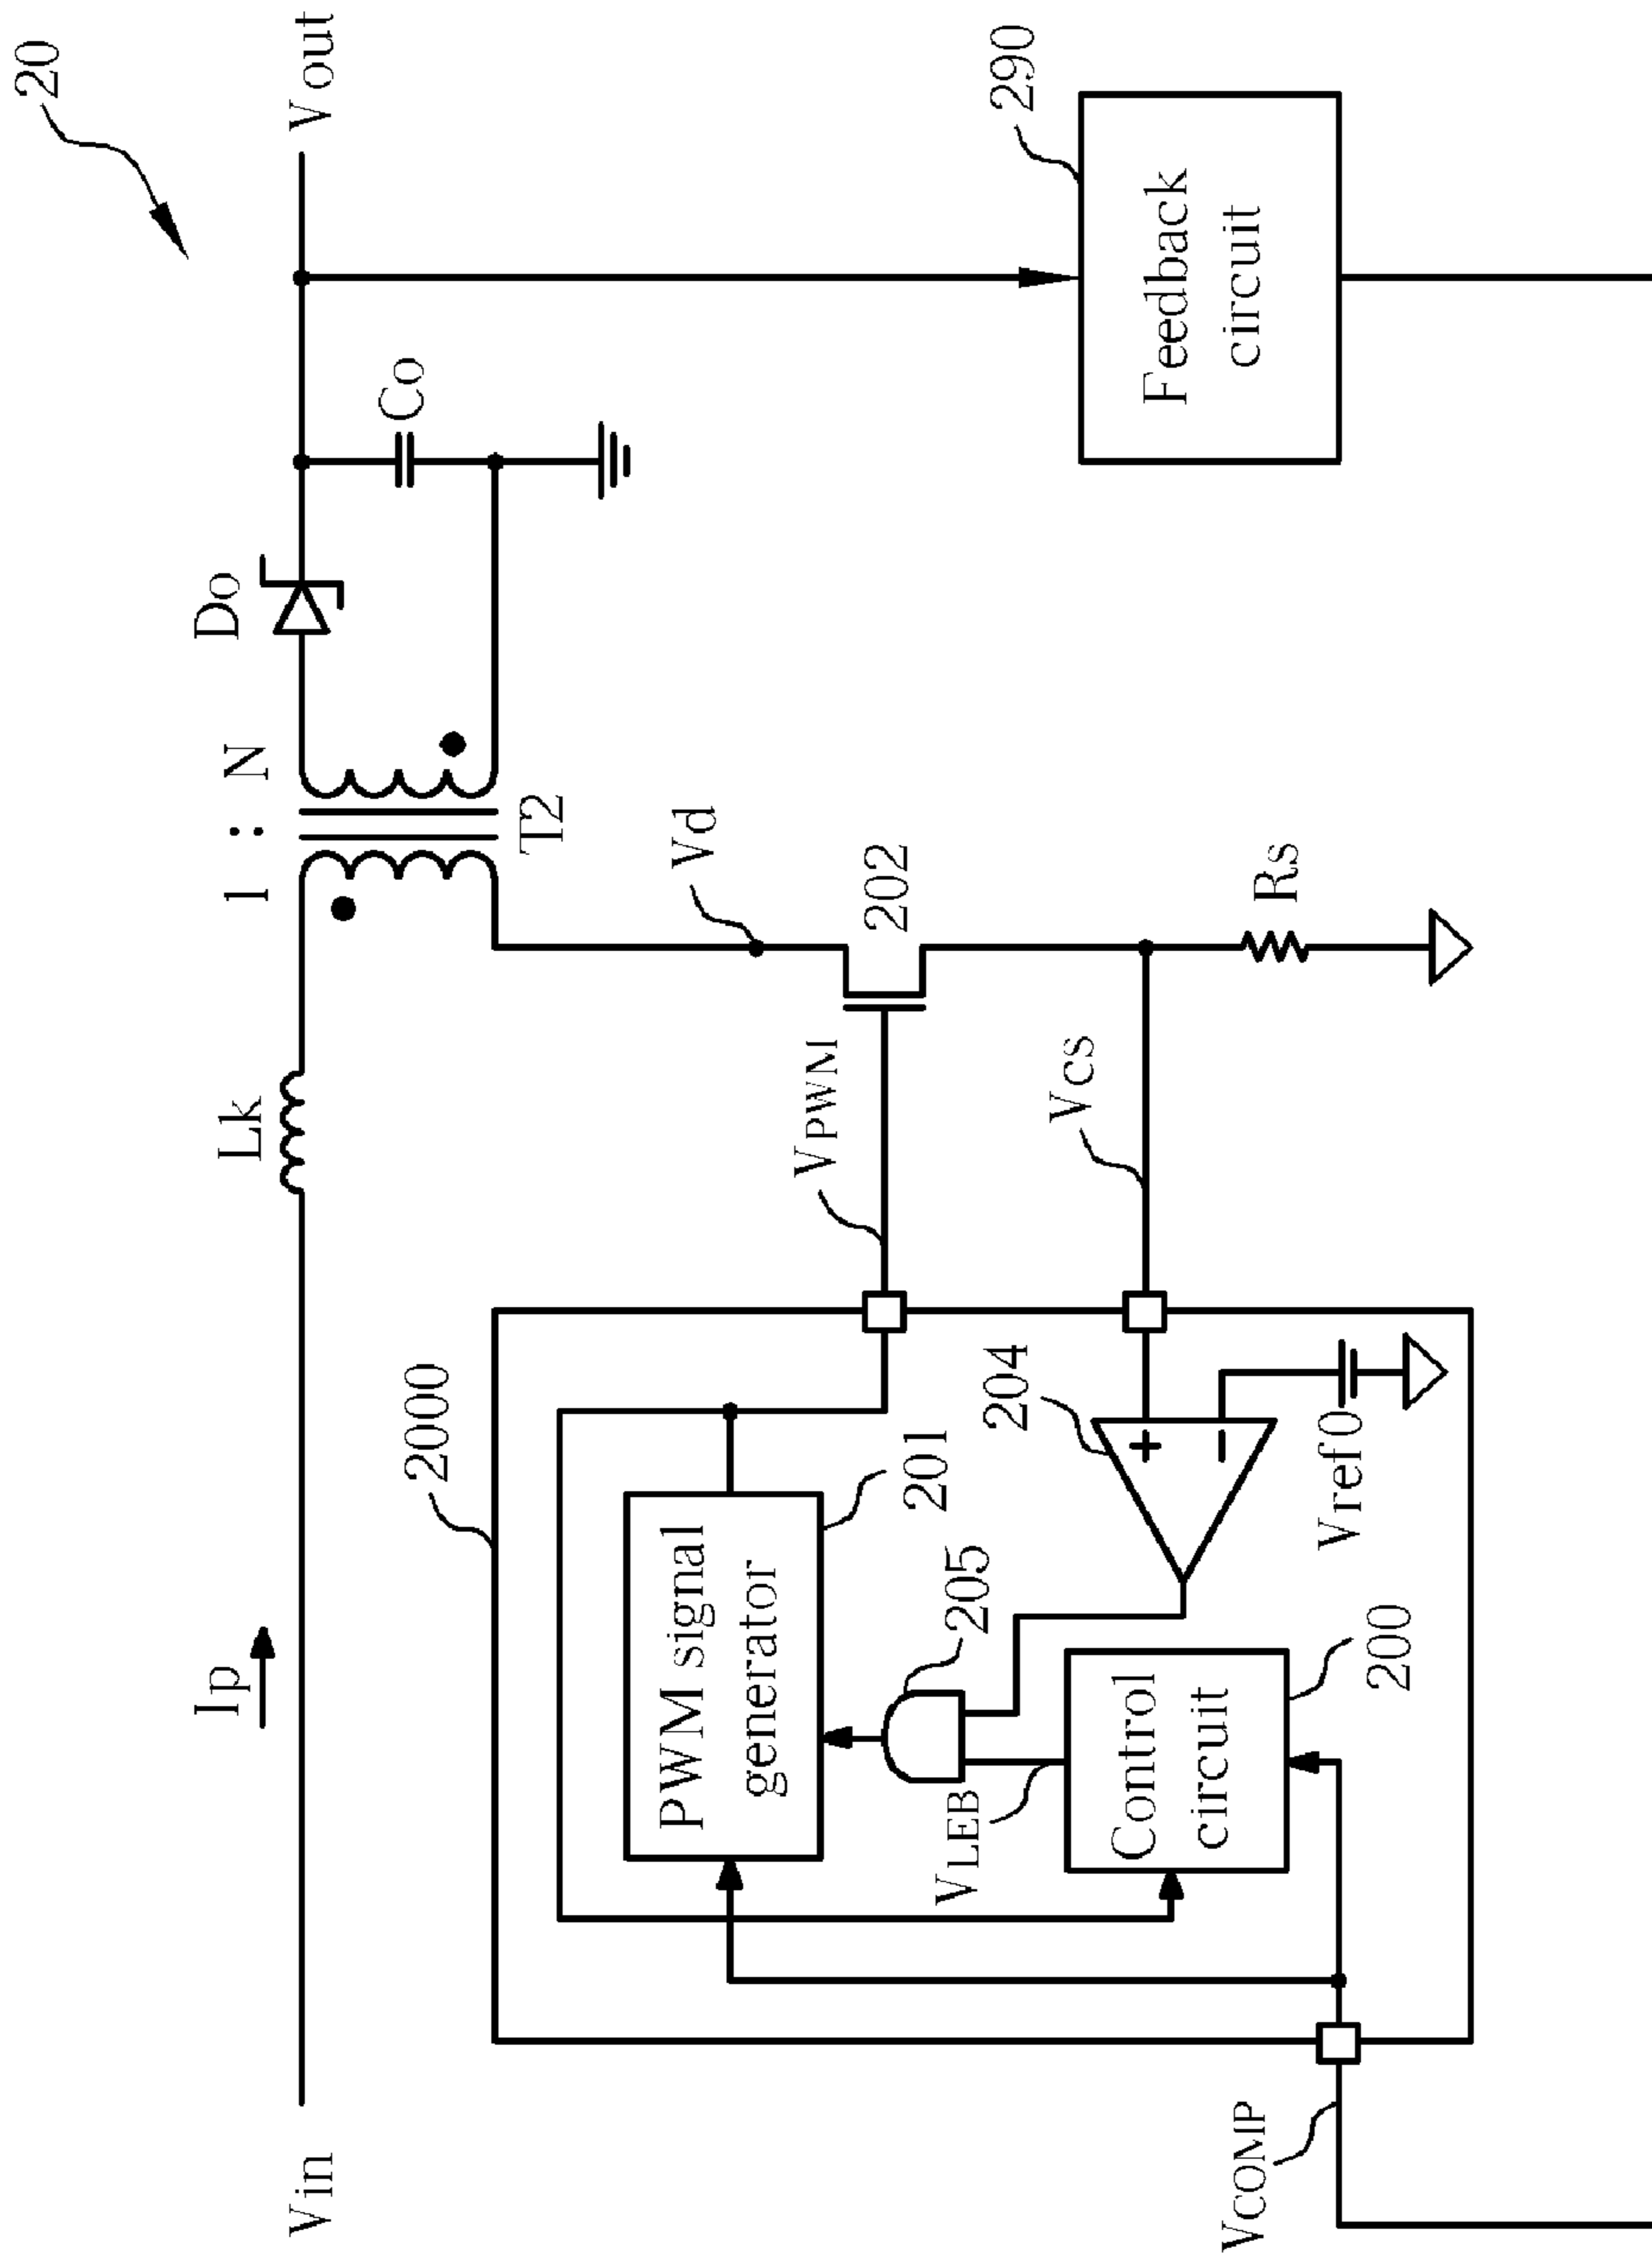 20
Vin
Ip
Lk
1 : N
Do
Vout
Co
T2
2000
Vd
PWM signal
generator
201
VPWM
202
205
VLEB
204
Vcs
Control
circuit
200
Vref0
Rs
290
Feedback
circuit
VCOMP
+
−